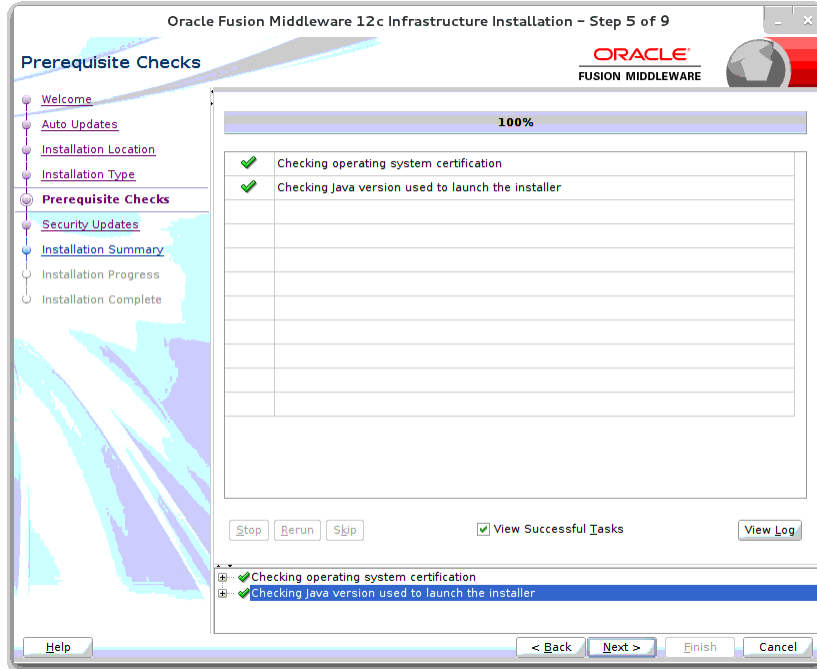 Oracle Fusion Middleware 12c Infrastructure Installation – Step 5 of 9
Prerequisite Checks
ORACLE
FUSION MIDDLEWARE
Welcome
Auto Updates
Installation Location
Installation Type
Prerequisite Checks
Security Updates
Installation Summary
Installation Progress
Installation Complete
100%
Checking operating system certification
Checking Java version used to launch the installer
Stop
Rerun
Skip
View Successful Tasks
View Log
Checking operating system certification
Checking Java version used to launch the installer
Help
< Back
Next >
Finish
Cancel